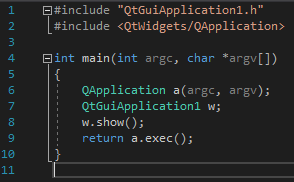 1 #include "QtGuiApplication1.h"
2 #include <QtWidgets/QApplication>
3
4 int main(int argc, char *argv[])
5 {
6     QApplication a(argc, argv);
7     QtGuiApplication1 w;
8     w.show();
9     return a.exec();
10 }
11